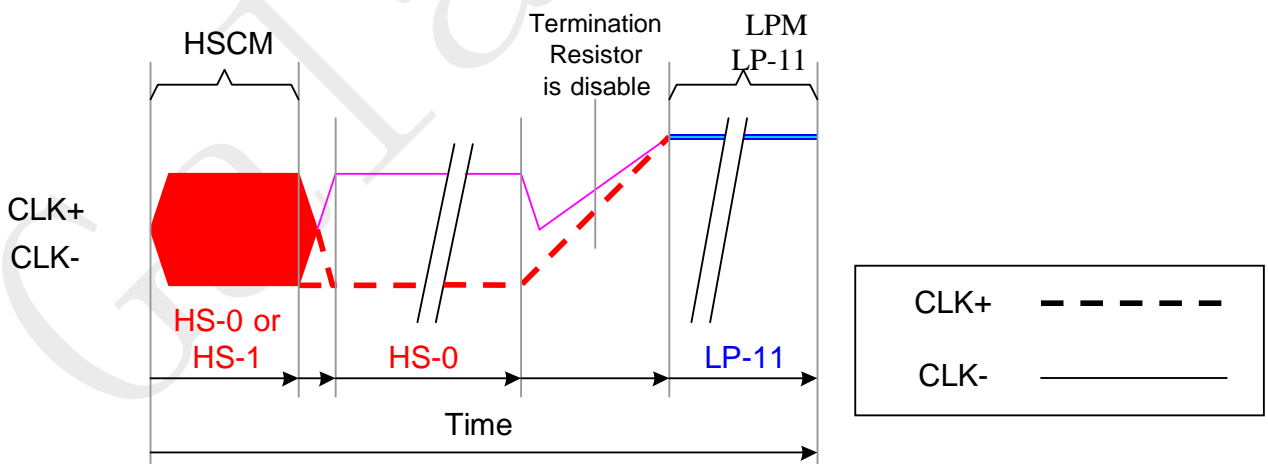 HSCM
Termination
Resistor
is disable
LPM
LP-11
CLK+
CLK-
HS-0 or
HS-1
HS-0
LP-11
Time
CLK+
CLK-